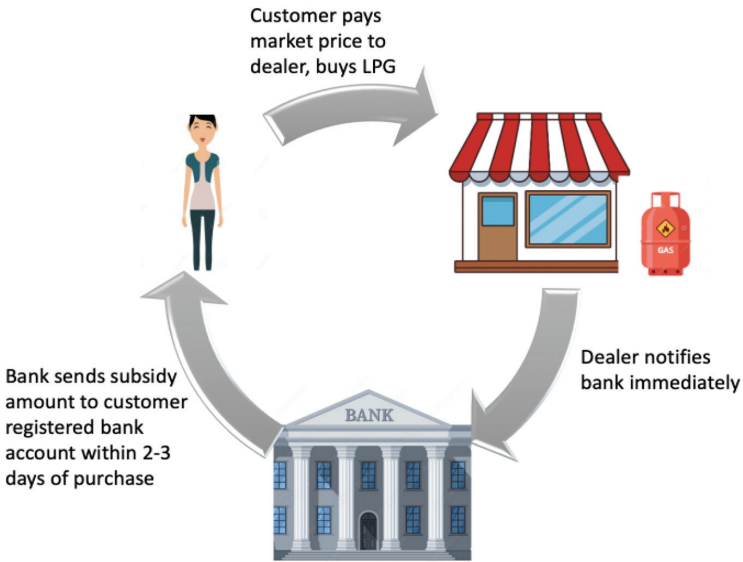 Customer pays
market price to
dealer, buys LPG
GAS
Dealer notifies
bank immediately
BANK
Bank sends subsidy
amount to customer
registered bank
account within 2-3
days of purchase